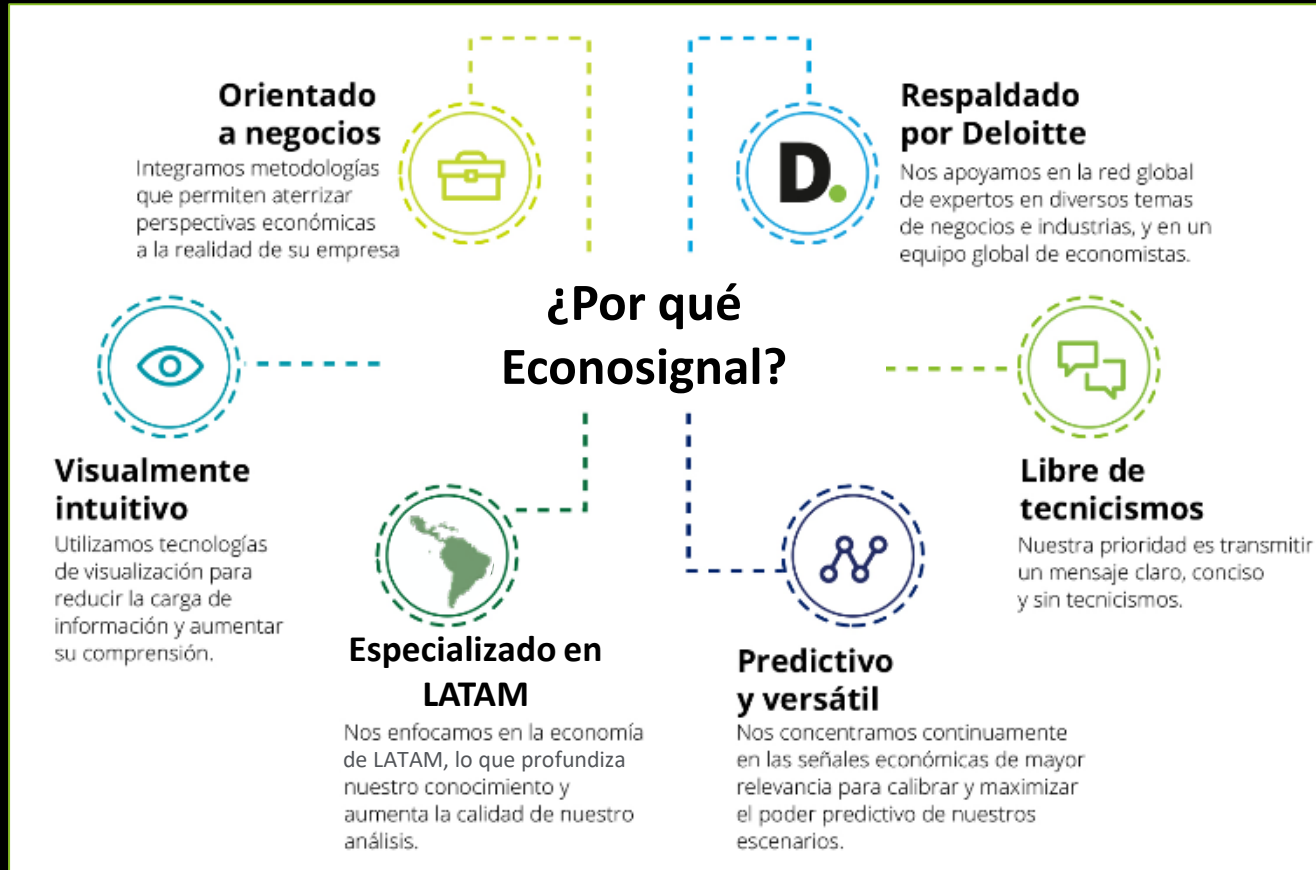 Orientado
a negocios
Integramos metodologías
que permiten aterrizar
perspectivas económicas
a la realidad de su empresa
D.
Respaldado
por Deloitte
Nos apoyamos en la red global
de expertos en diversos temas
de negocios e industrias, y en un
equipo global de economistas.
¿Por qué
Econosignal?
Visualmente
intuitivo
Utilizamos tecnologías
de visualización para
reducir la carga de
información y aumentar
su comprensión.
Libre de
tecnicismos
Nuestra prioridad es transmitir
un mensaje claro, conciso
y sin tecnicismos.
Especializado en
LATAM
Nos enfocamos en la economía
de LATAM, lo que profundiza
nuestro conocimiento y
aumenta la calidad de nuestro
análisis.
Predictivo
y versátil
Nos concentramos continuamente
en las señales económicas de mayor
relevancia para calibrar y maximizar
el poder predictivo de nuestros
escenarios.